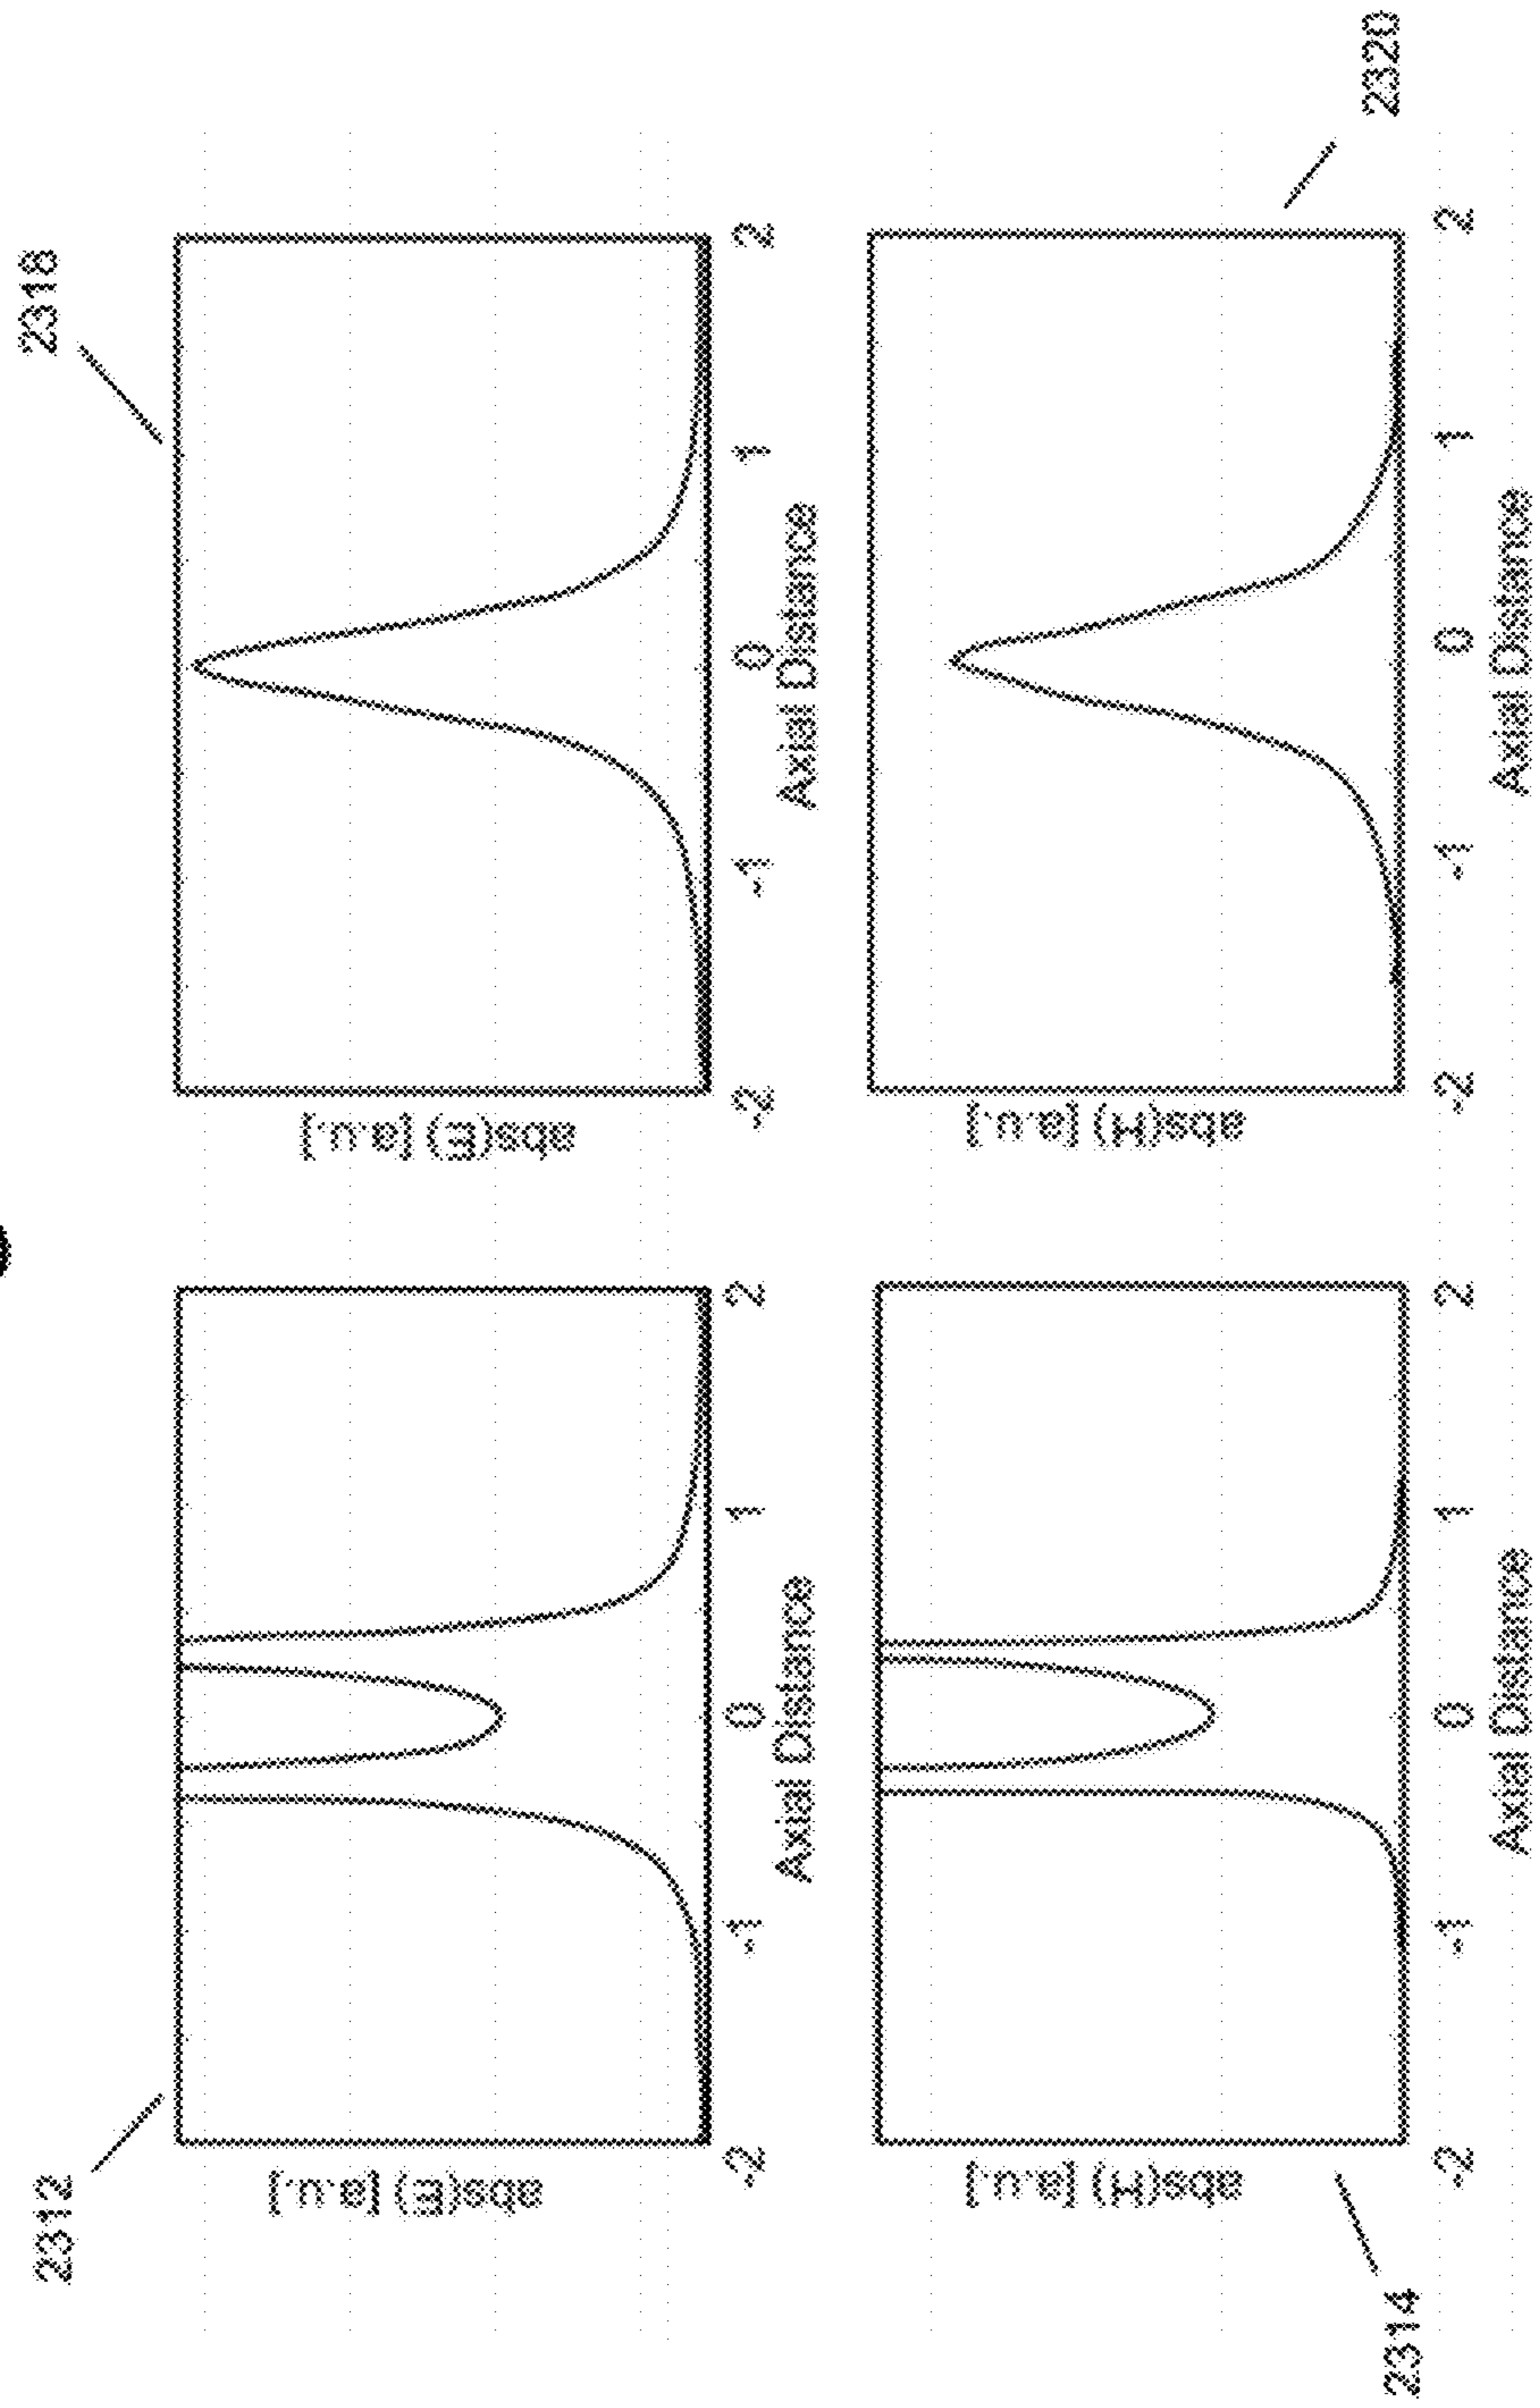 2312
2318
abs(E) [a.u.]
-2 -1 0 1 2
Axial Distance
abs(E) [a.u.]
-2 -1 0 1 2
Axial Distance
abs(H) [a.u.]
-2 -1 0 1 2
Axial Distance
abs(H) [a.u.]
-2 -1 0 1 2
Axial Distance
2314
2320